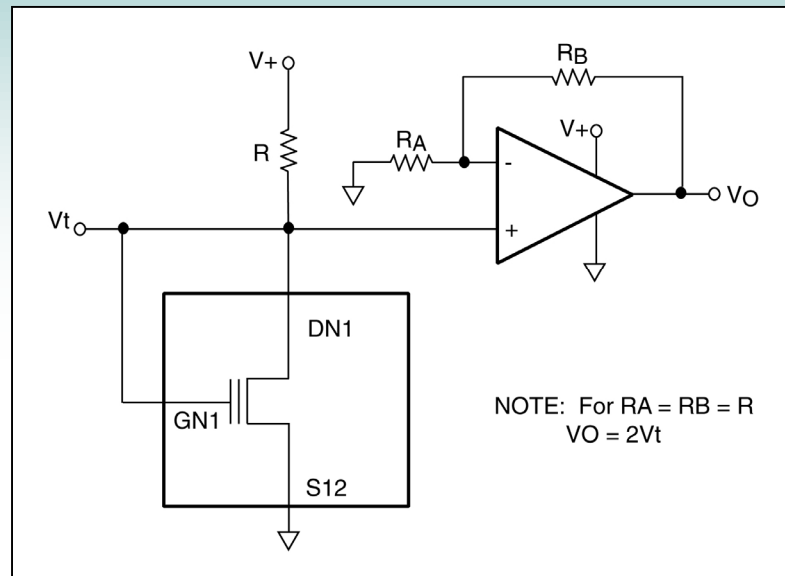 V+
RB
R
RA
V+
-
+
VO
Vt
DN1
GN1
S12
NOTE: For RA = RB = R
VO = 2Vt